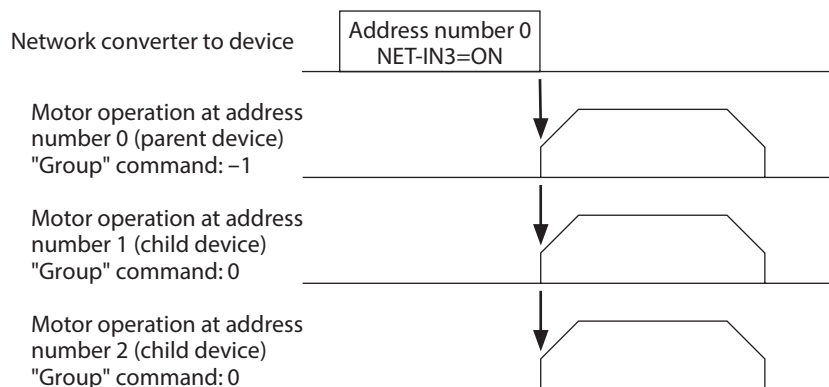 Network converter to device
Address number 0
NET-IN3=ON
Motor operation at address
number 0 (parent device)
"Group" command: –1
Motor operation at address
number 1 (child device)
"Group" command: 0
Motor operation at address
number 2 (child device)
"Group" command: 0